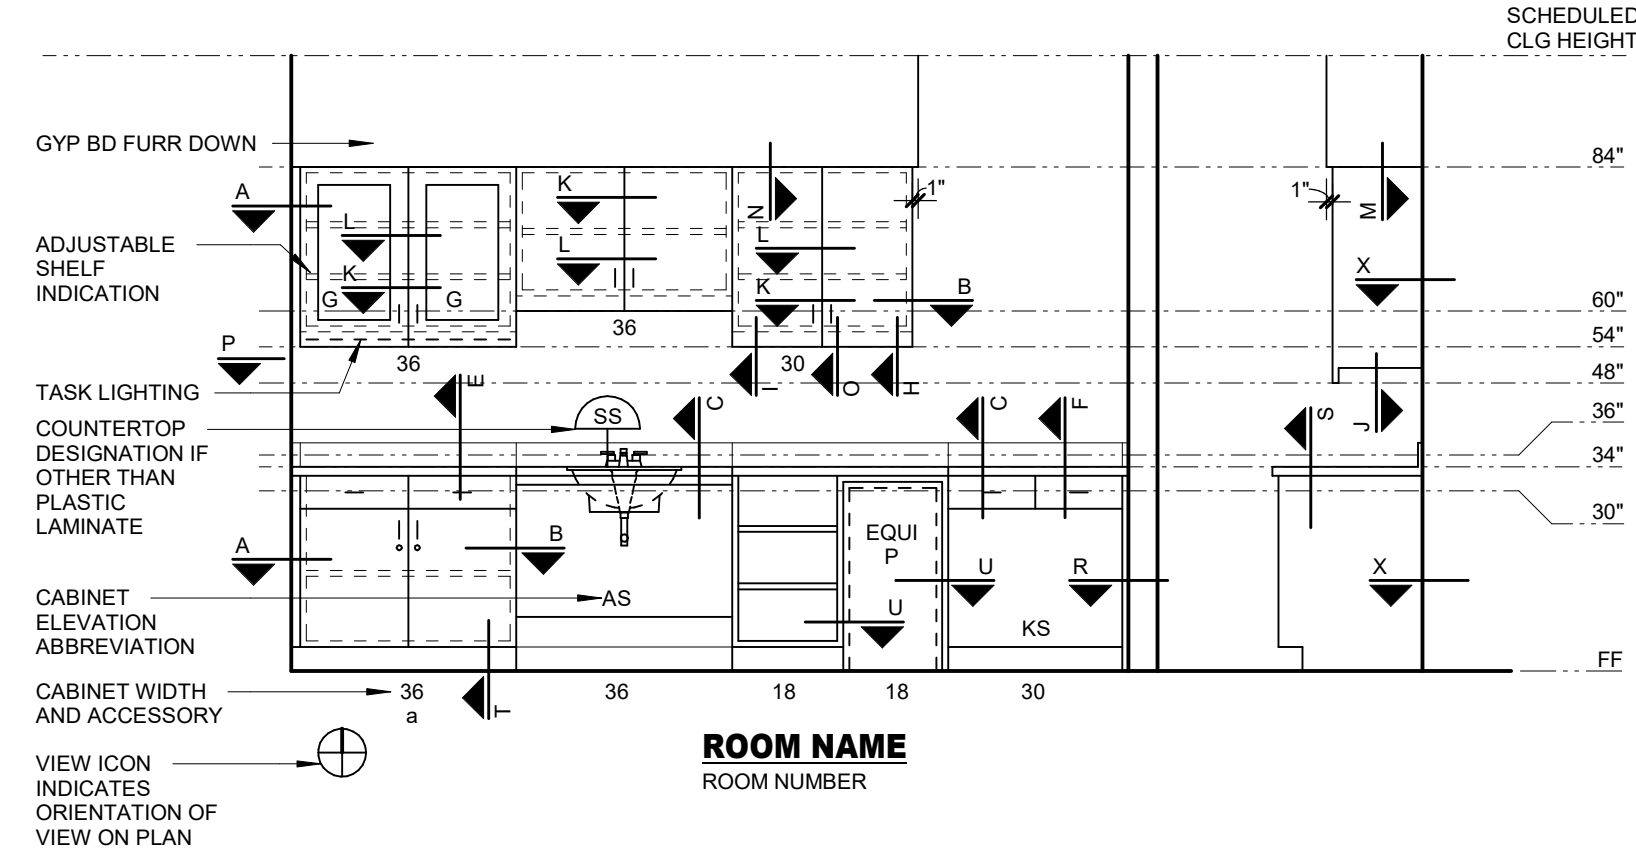 SCHEDULED
CLG HEIGHT
GYP BD FURR DOWN
84"
A
K
N
1"
1"
M
ADJUSTABLE
SHELF
INDICATION
L
L
L
X
K
K
B
G
G
60"
36
54"
P
36
30
48"
TASK LIGHTING
E
I
O
H
C
C
F
S
J
36"
COUNTERTOP
DESIGNATION IF
OTHER THAN
PLASTIC
LAMINATE
SS
34"
30"
EQUI
P
A
B
U
R
X
CABINET
ELEVATION
ABBREVIATION
AS
U
KS
FF
CABINET WIDTH
AND ACCESSORY
36
a
T
36
18
18
30
ROOM NAME
ROOM NUMBER
VIEW ICON
INDICATES
ORIENTATION OF
VIEW ON PLAN